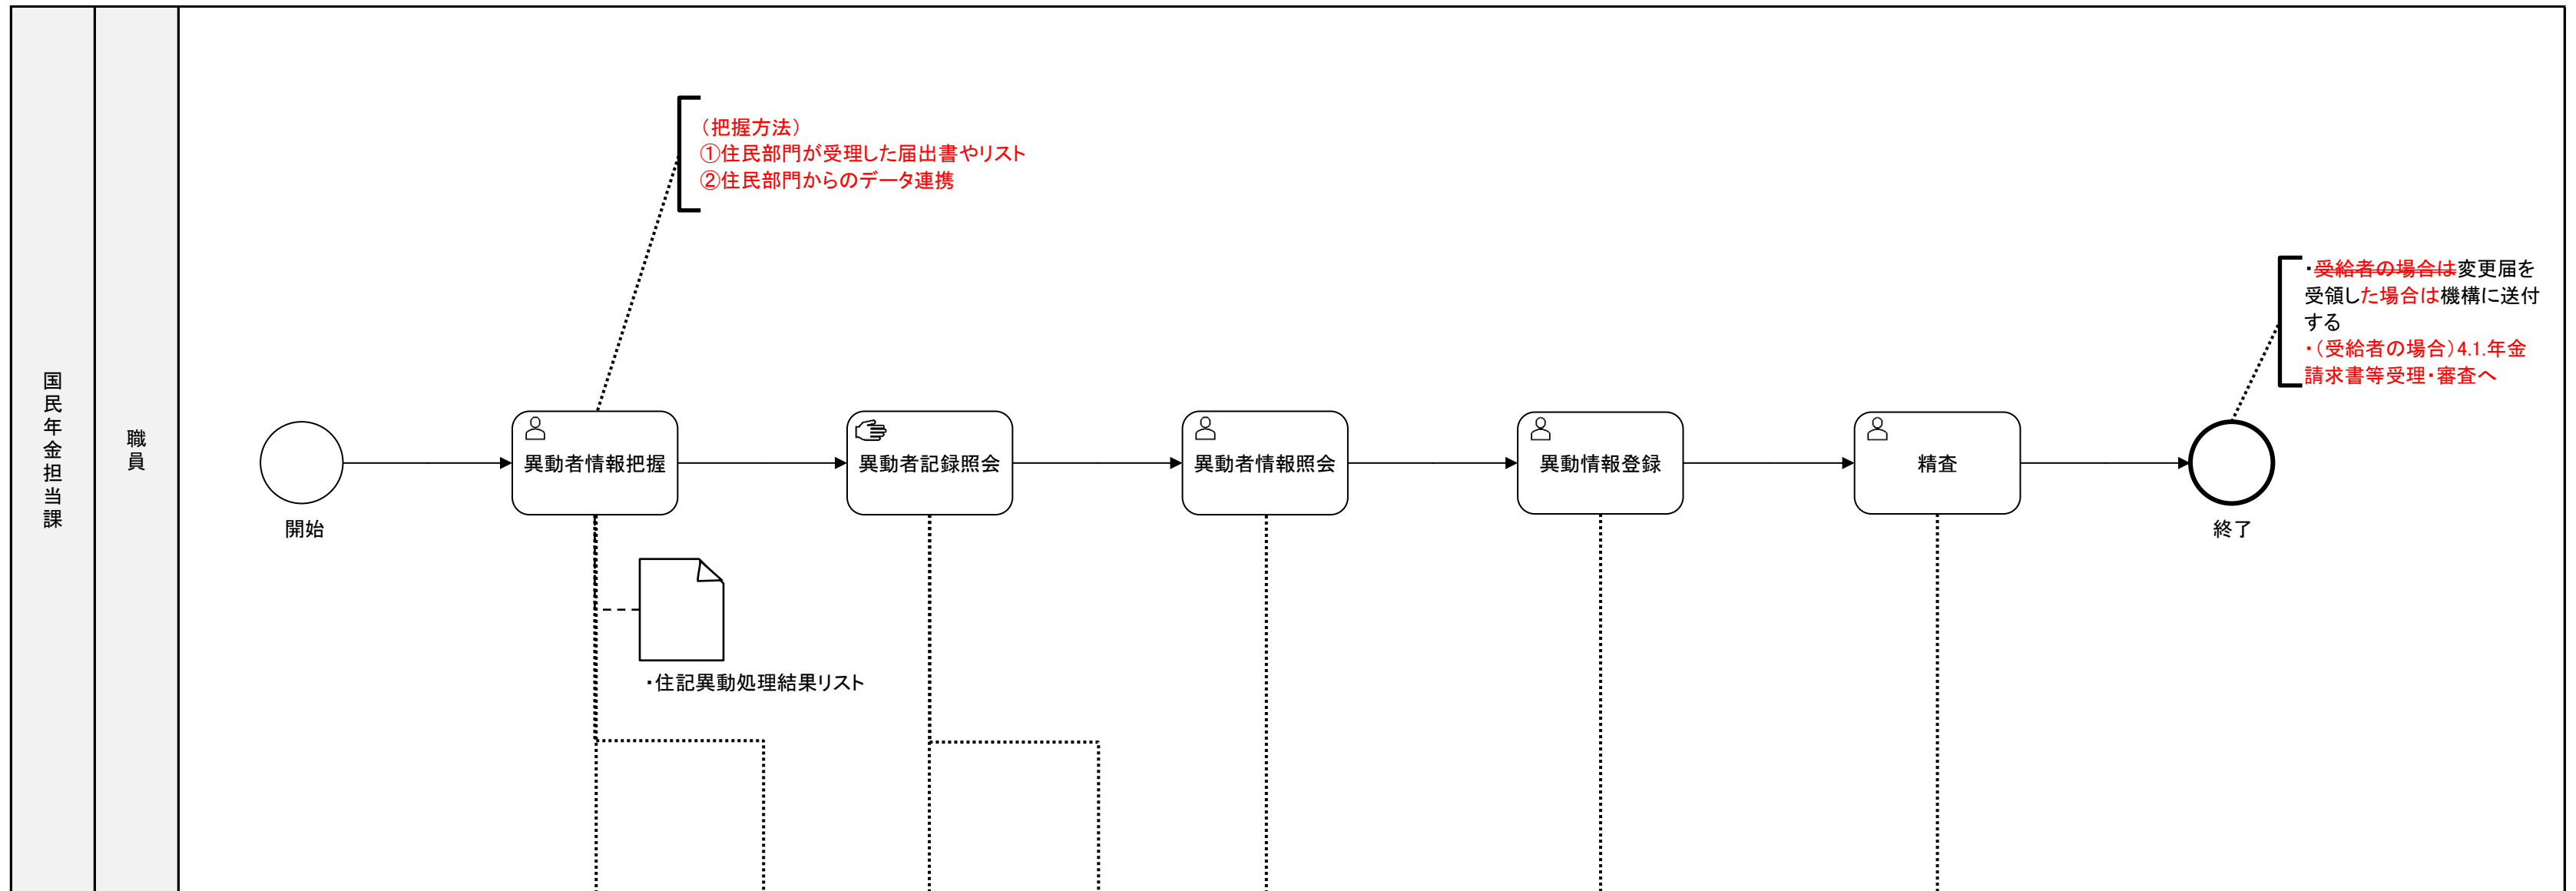 国民年金担当課
職員
（把握方法）
①住民部門が受理した届出書やリスト
②住民部門からのデータ連携
・受給者の場合は変更届を
受領した場合は機構に送付
する
・（受給者の場合）4.1.年金
請求書等受理・審査へ
開始
異動者情報把握
異動者記録照会
異動者情報照会
異動情報登録
精査
終了
・住記異動処理結果リスト